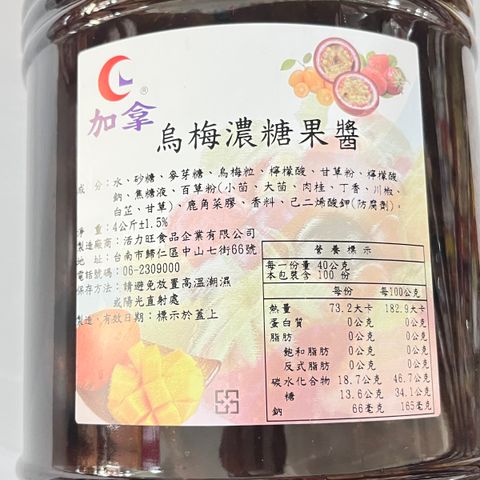 ®
加拿
烏梅濃糖果醬
成 分：水、砂糖、麥芽糖、烏梅粒、檸檬酸、甘草粉、檸檬酸
鈉、焦糖液、百草粉(小茴、大茴、肉桂、丁香、川椒、
白芷、甘草)、鹿角菜膠、香料、己二烯酸鉀(防腐劑)。
淨 重：4公斤±1.5%
製造廠商：活力旺食品企業有限公司
地 址：台南市歸仁區中山七街66號
電話號碼：06-2309000
保存方法：請避免放置高溫潮濕
或陽光直射處
製造、有效日期：標示於蓋上
營養標示
每一份量 40公克
本包裝含 100 份
每份 每100公克
熱量 73.2大卡 182.9大卡
蛋白質 0公克 0公克
脂肪 0公克 0公克
飽和脂肪 0公克 0公克
反式脂肪 0公克 0公克
碳水化合物 18.7公克 46.7公克
糖 13.6公克 34.1公克
鈉 66毫克 165毫克